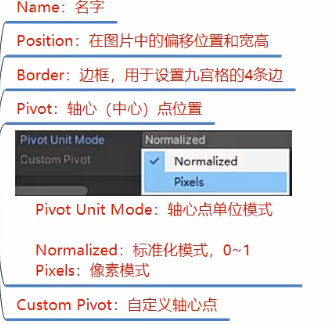 Name：名字
Position：在图片中的偏移位置和宽高
Border：边框，用于设置九宫格的4条边
Pivot：轴心（中心）点位置
Pivot Unit Mode Normalized
Custom Pivot ✓ Normalized
Pixels
Pivot Unit Mode：轴心点单位模式
Normalized：标准化模式，0~1
Pixels：像素模式
Custom Pivot：自定义轴心点